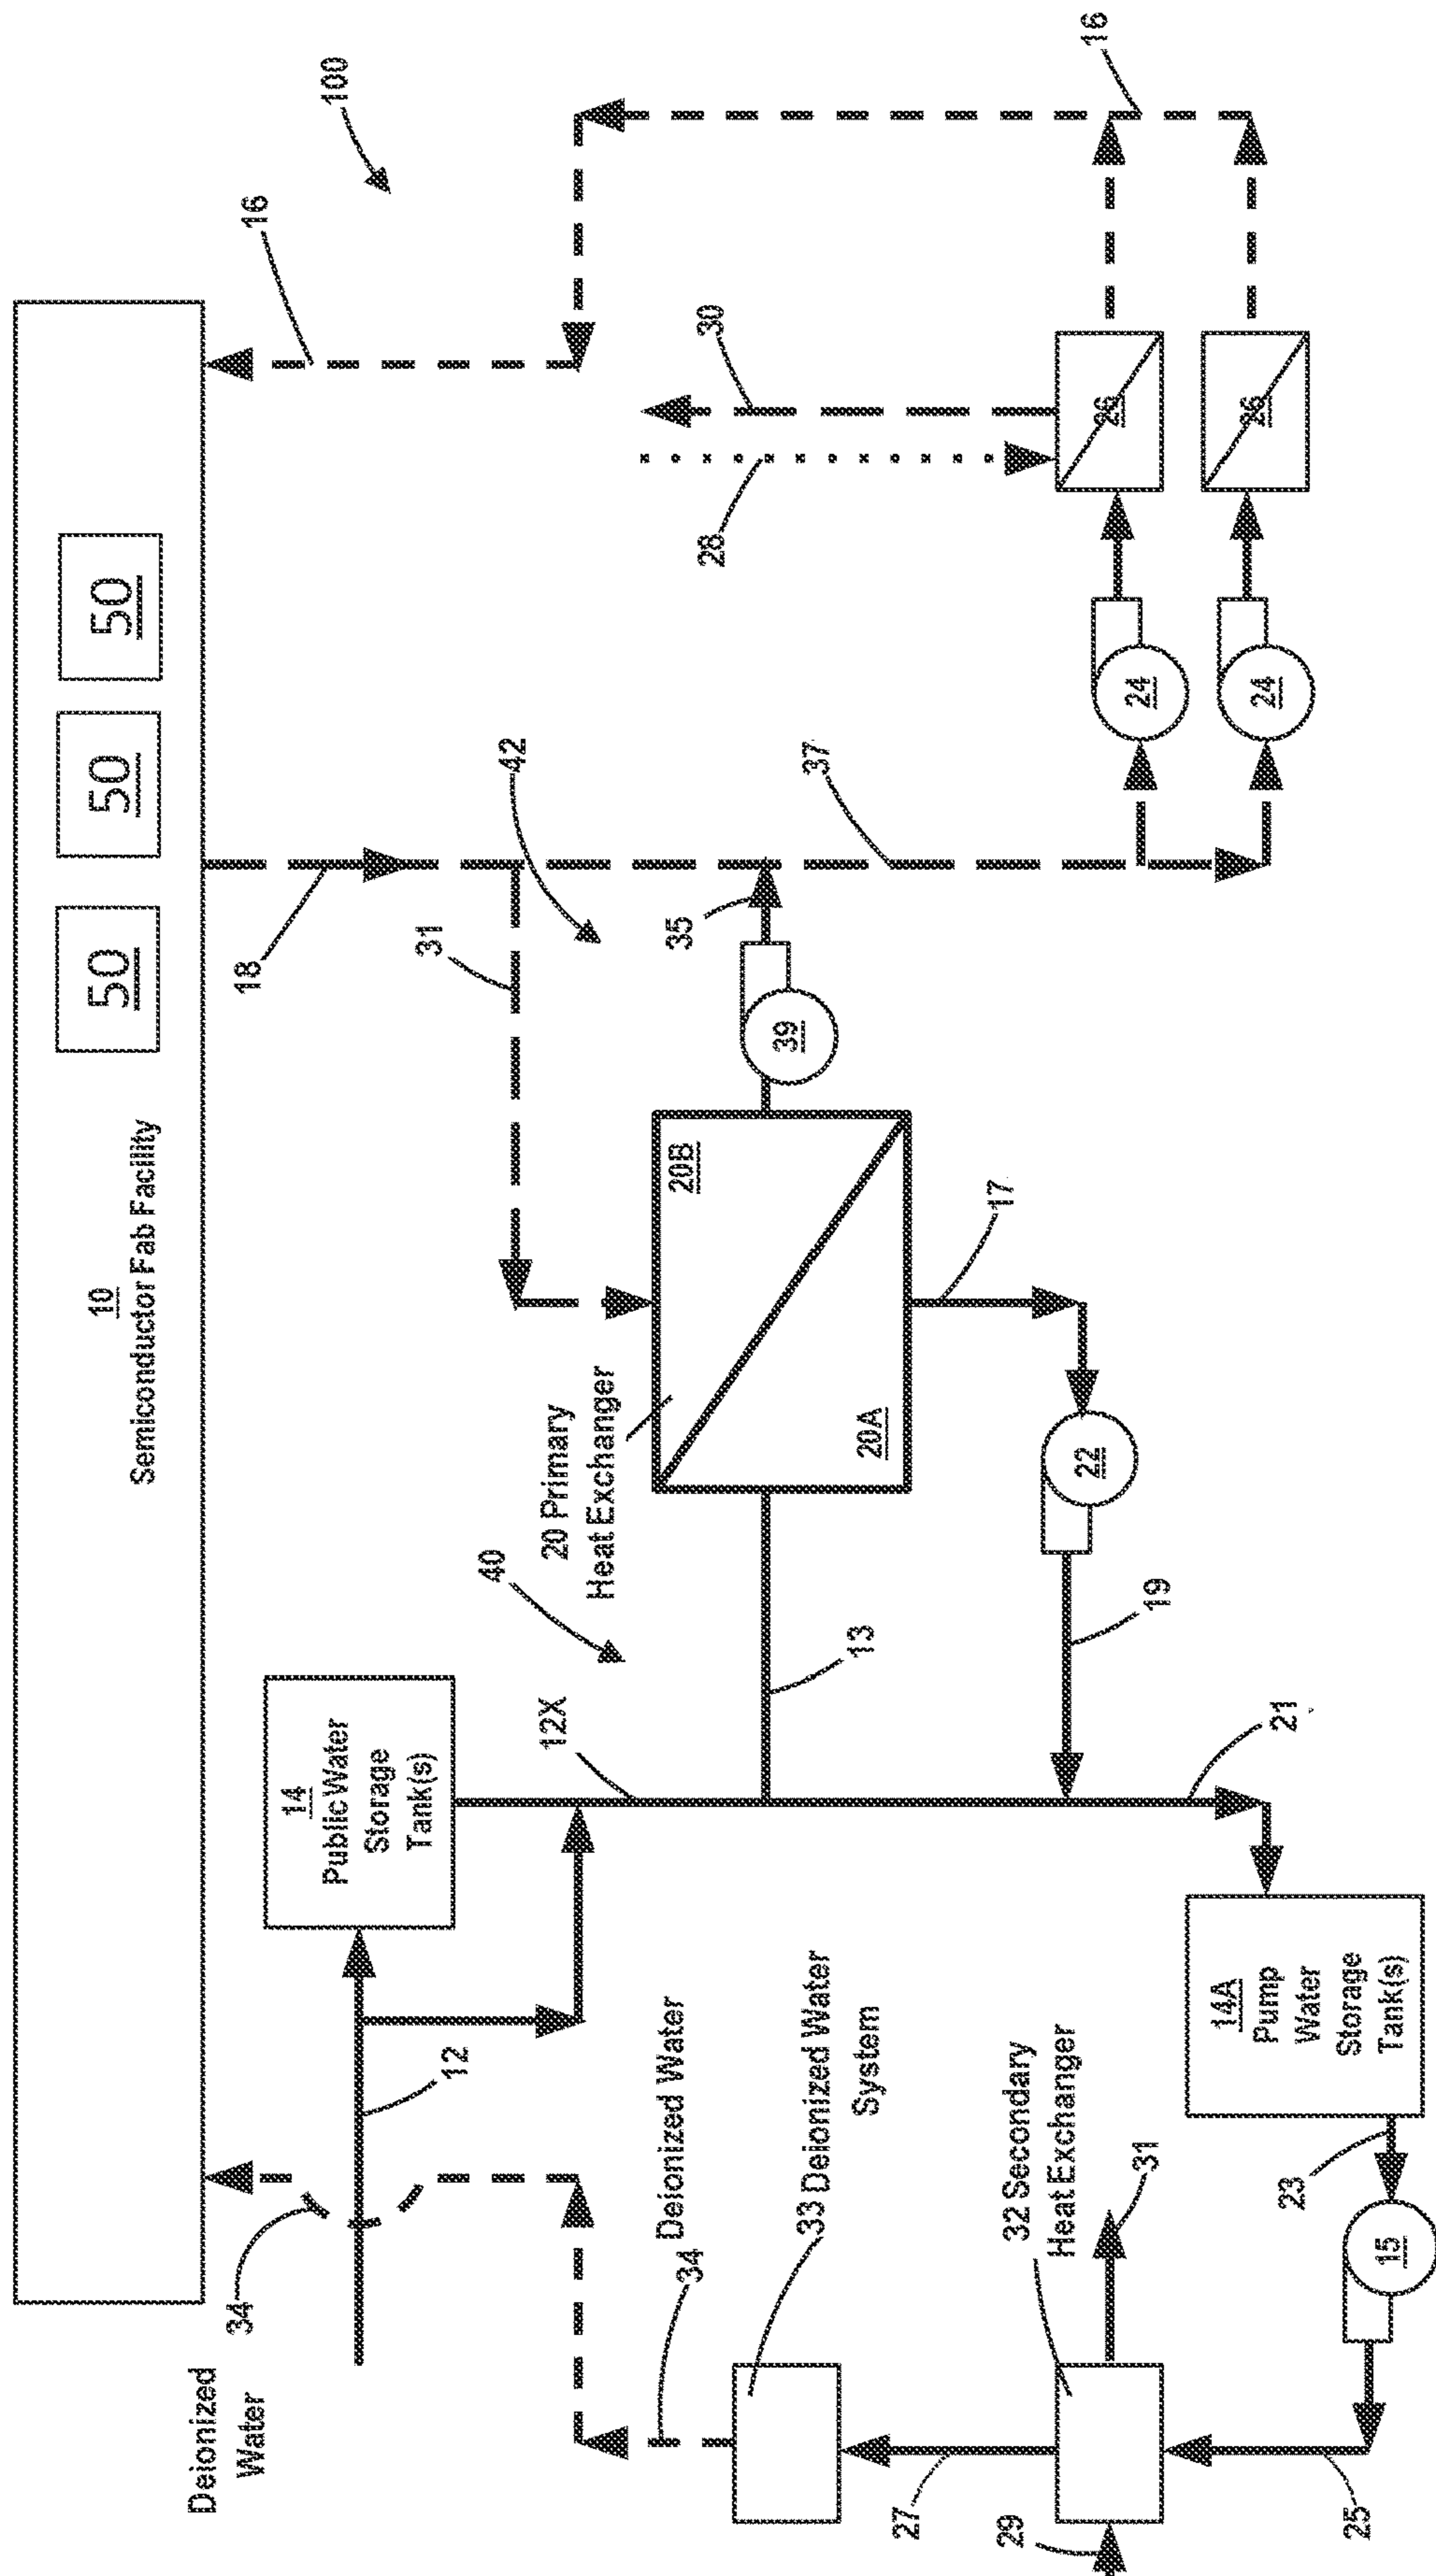 10
Semiconductor Fab Facility
50
50
50
Deionized
Water
34
12
14
Public Water
Storage
Tank(s)
18
16
100
16
12X
40
20 Primary
Heat Exchanger
31
42
28
30
34
Deionized Water
33 Deionized Water
System
13
20B
20A
39
35
37
17
22
19
21
24
24
26
26
27
29
32 Secondary
Heat Exchanger
31
25
15
23
14A
Pump
Water
Storage
Tank(s)